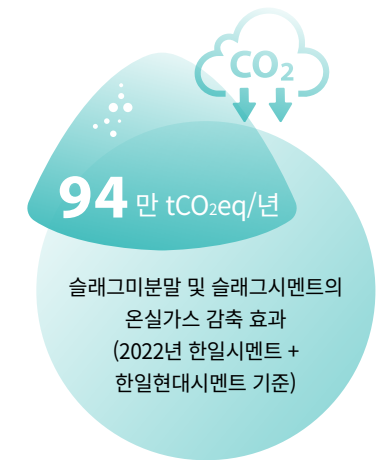 CO₂
94 만 tCO₂eq/년
슬래그미분말 및 슬래그시멘트의
온실가스 감축 효과
(2022년 한일시멘트 +
한일현대시멘트 기준)